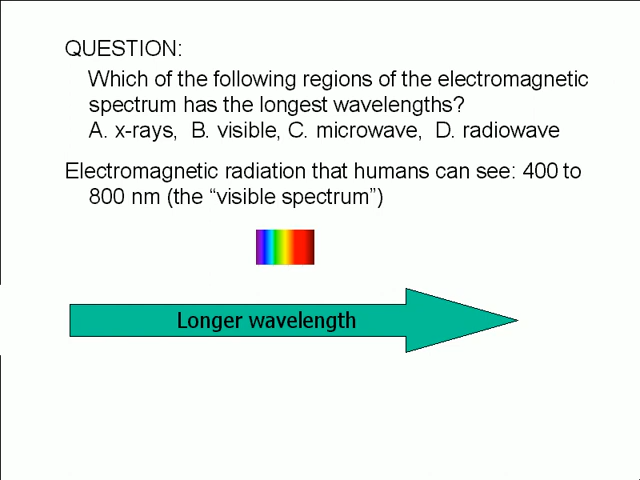 QUESTION:
Which of the following regions of the electromagnetic
spectrum has the longest wavelengths?
A. x-rays, B. visible, C. microwave, D. radiowave
Electromagnetic radiation that humans can see: 400 to
800 nm (the “visible spectrum”)
Longer wavelength